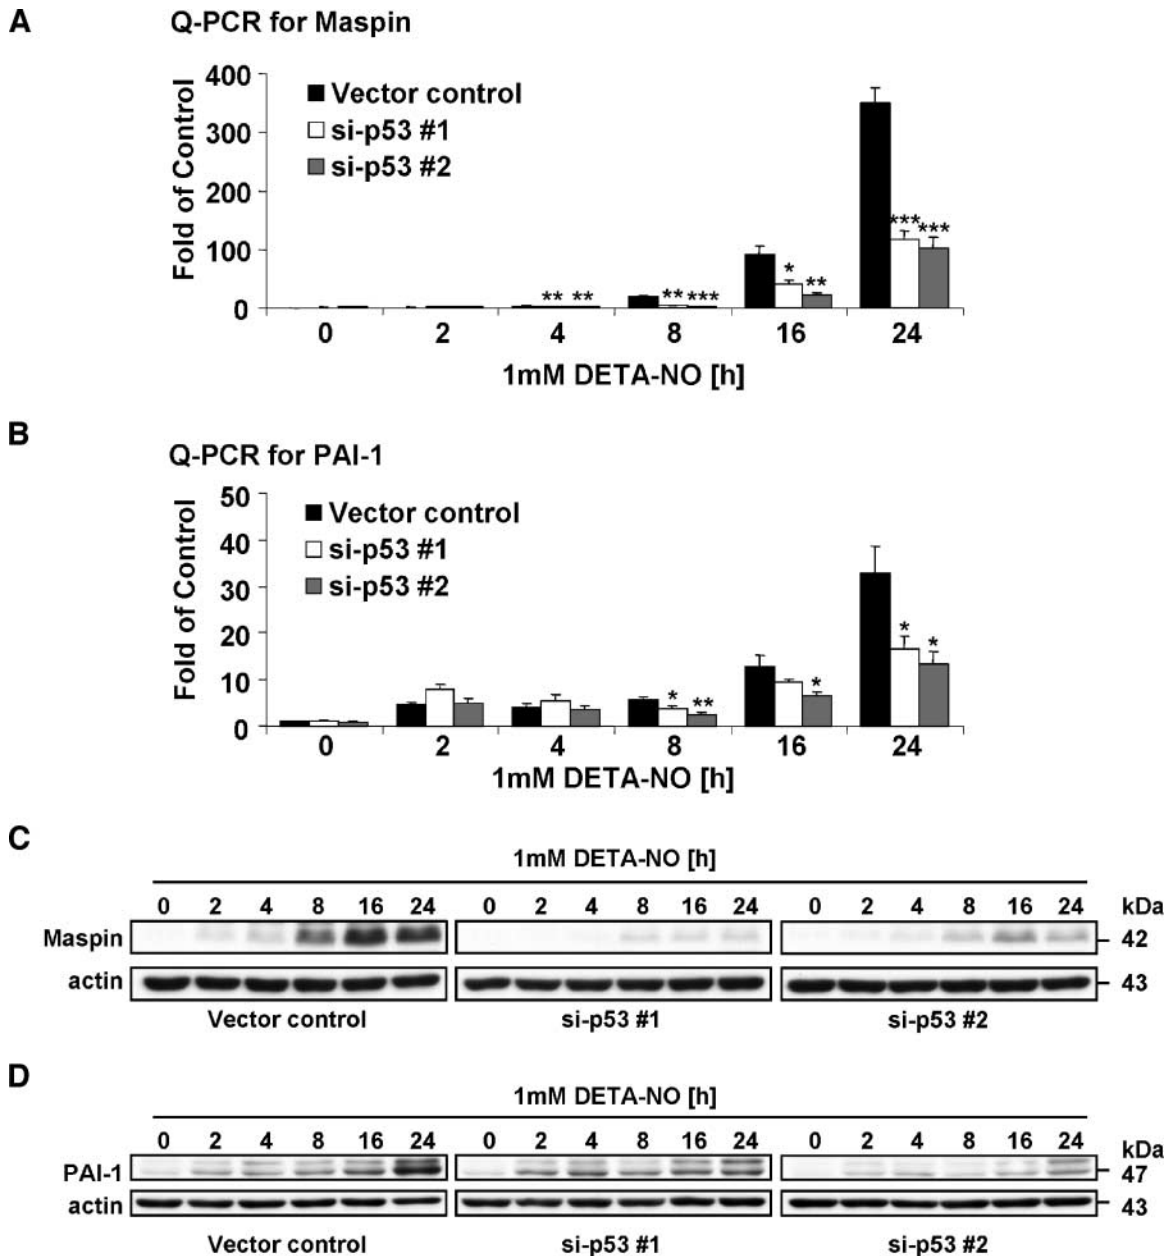 A
Q-PCR for Maspin
Fold of Control
400
300
200
100
0
Vector control
si-p53 #1
si-p53 #2
** **
** ***
* **
*** ***
0 2 4 8 16 24
1mM DETA-NO [h]
B
Q-PCR for PAI-1
Fold of Control
50
40
30
20
10
0
Vector control
si-p53 #1
si-p53 #2
* **
*
* *
0 2 4 8 16 24
1mM DETA-NO [h]
C
1mM DETA-NO [h]
0 2 4 8 16 24 0 2 4 8 16 24 0 2 4 8 16 24 kDa
Maspin 42
actin 43
Vector control si-p53 #1 si-p53 #2
D
1mM DETA-NO [h]
0 2 4 8 16 24 0 2 4 8 16 24 0 2 4 8 16 24 kDa
PAI-1 47
actin 43
Vector control si-p53 #1 si-p53 #2